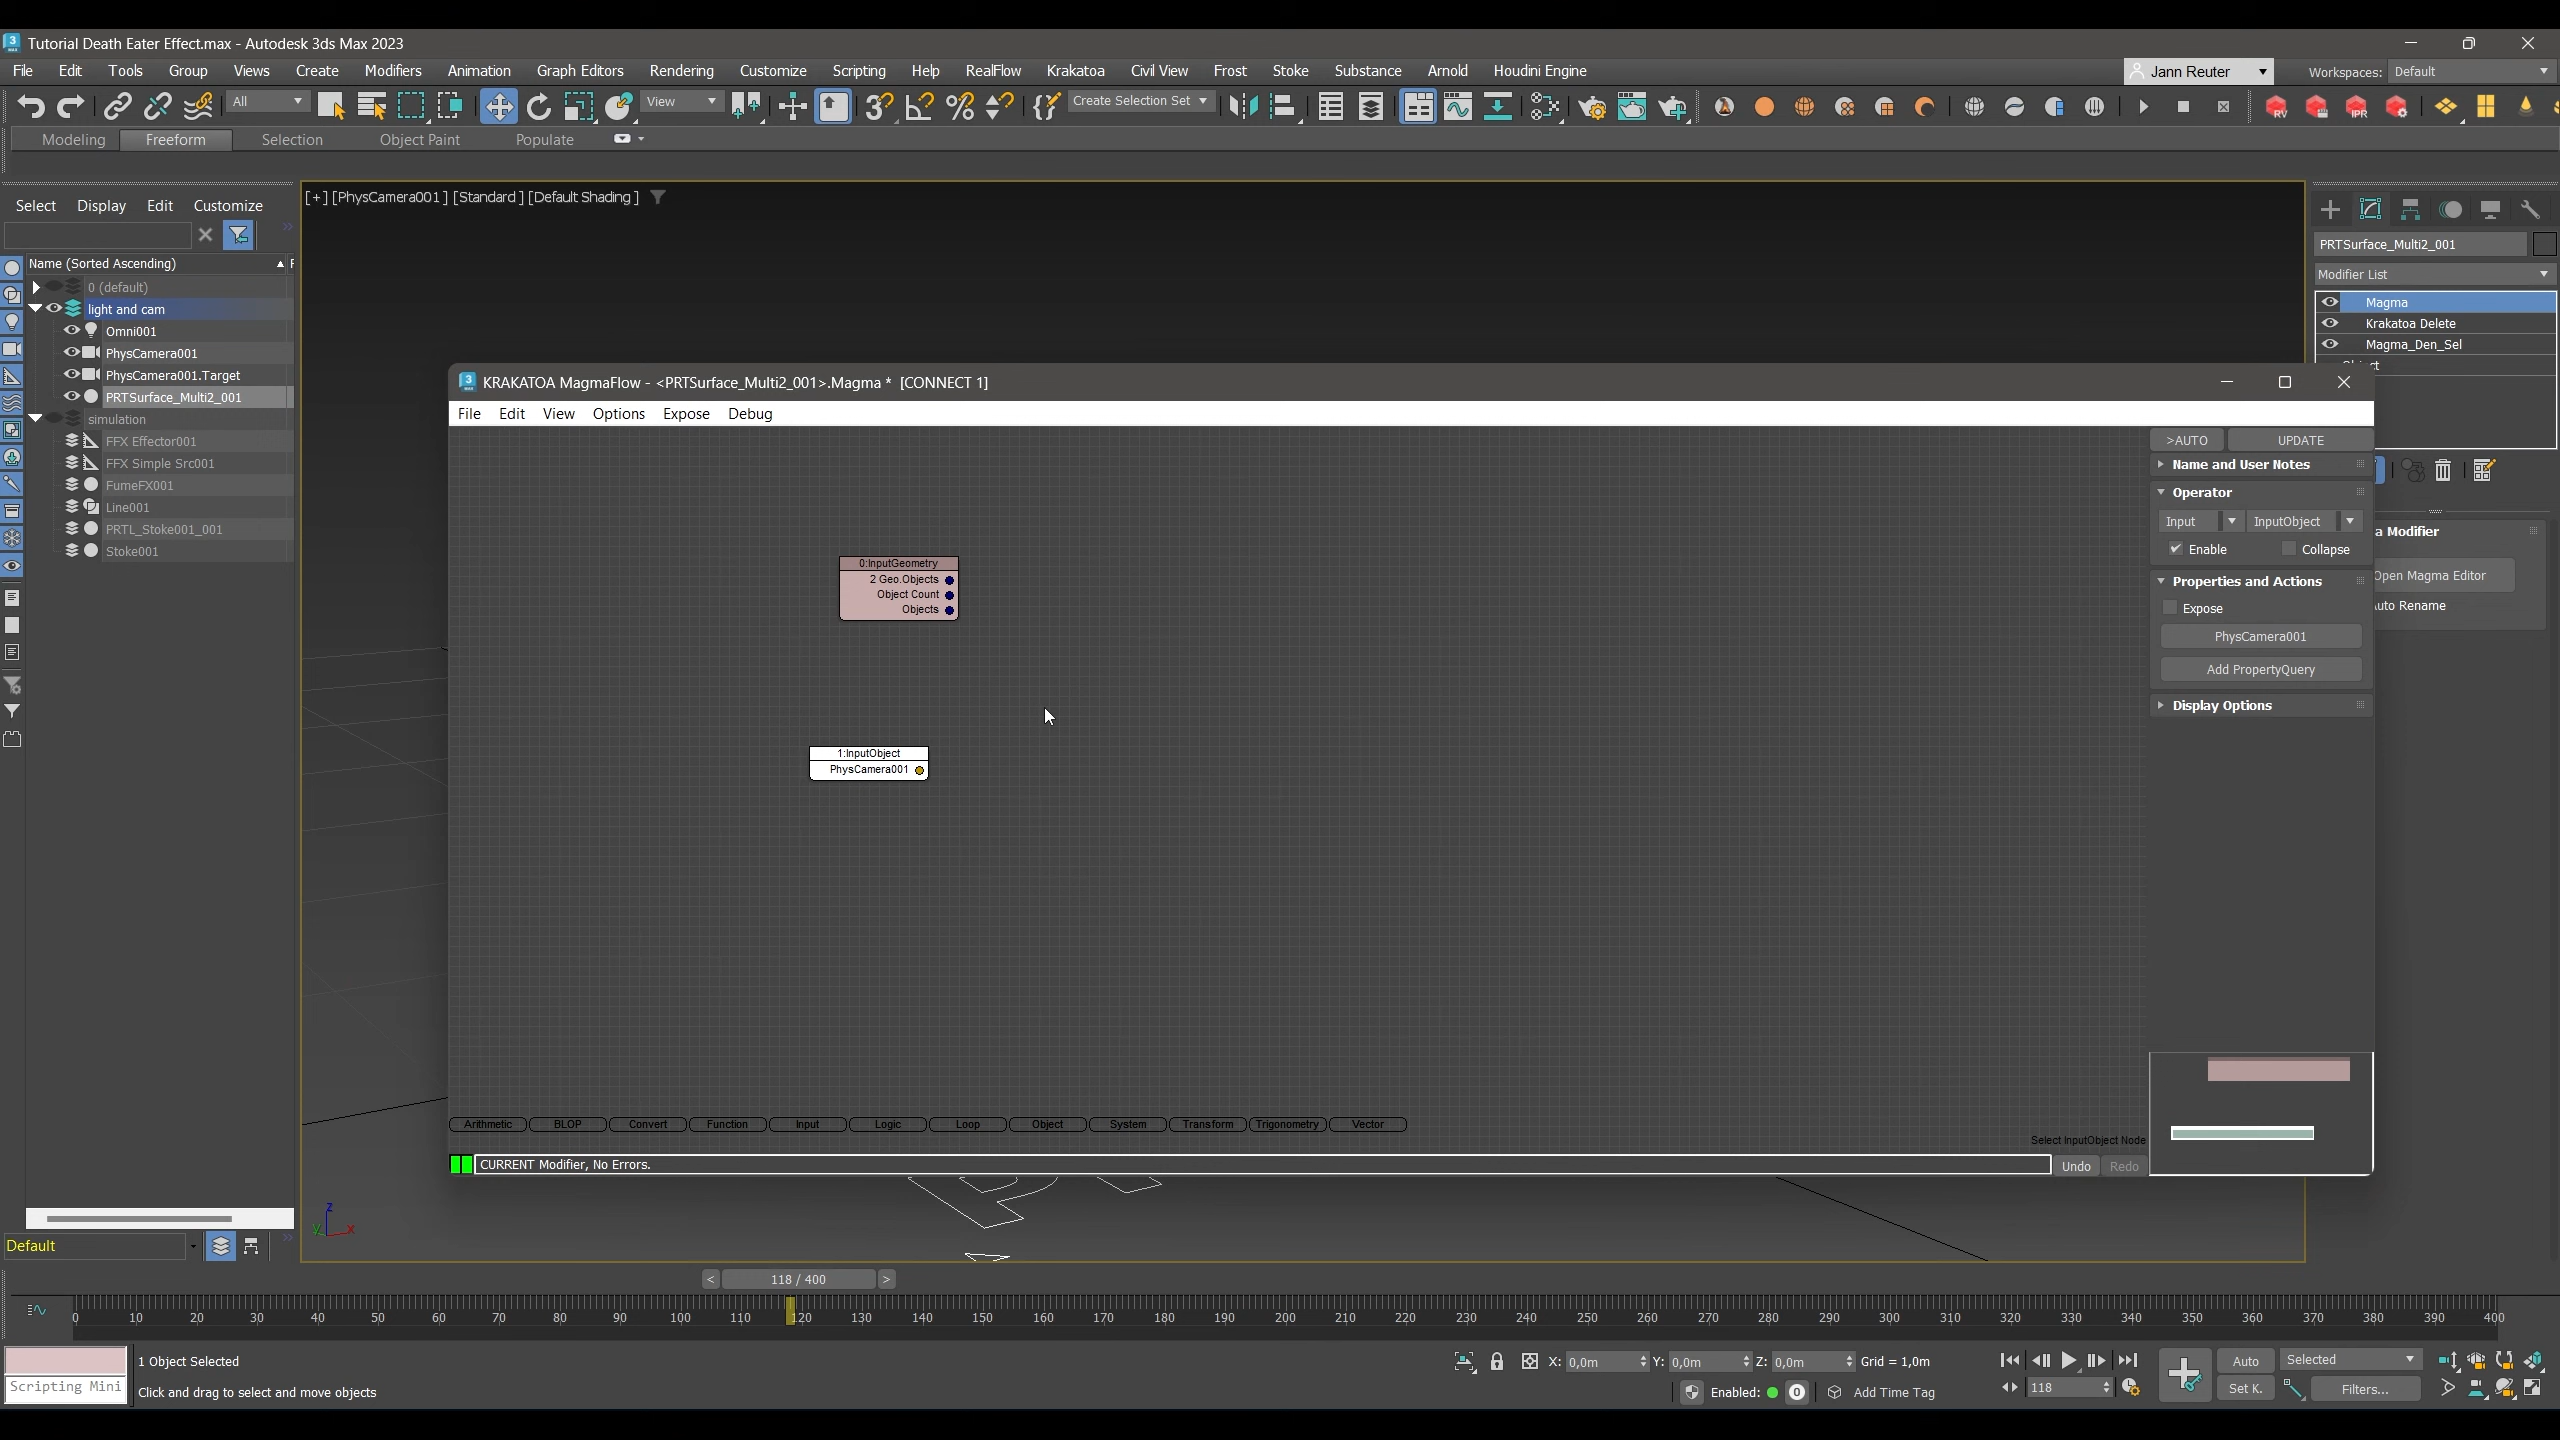 Tutorial Death Eater Effect.max - Autodesk 3ds Max 2023
File Edit Tools Group Views Create Modifiers Animation Graph Editors Rendering Customize Scripting Help RealFlow Krakatoa Civil View Frost Stoke Substance Arnold Houdini Engine
Jann Reuter
Workspaces: Default
All
View
Create Selection Set
Modeling Freeform Selection Object Paint Populate
Select Display Edit Customize
Name (Sorted Ascending)
0 (default)
light and cam
Omni001
PhysCamera001
PhysCamera001.Target
PRTSurface_Multi2_001
simulation
FFX Effector001
FFX Simple Src001
FumeFX001
Line001
PRTL_Stoke001_001
Stoke001
Default
[+] [PhysCamera001] [Standard] [Default Shading]
PRTSurface_Multi2_001
Modifier List
Magma
Krakatoa Delete
Magma_Den_Sel
KRAKATOA MagmaFlow - <PRTSurface_Multi2_001>.Magma * [CONNECT 1]
File Edit View Options Expose Debug
0:InputGeometry
2 Geo.Objects
Object Count
Objects
1:InputObject
PhysCamera001
>AUTO UPDATE
Name and User Notes
Operator
Input InputObject
Enable Collapse
Properties and Actions
Expose
PhysCamera001
Add PropertyQuery
Display Options
a Modifier
Open Magma Editor
Auto Rename
Arithmetic BLOP Convert Function Input Logic Loop Object System Transform Trigonometry Vector
Select InputObject Node
CURRENT Modifier, No Errors.
Undo Redo
z
y x
< 118 / 400 >
0 10 20 30 40 50 60 70 80 90 100 110 120 130 140 150 160 170 180 190 200 210 220 230 240 250 260 270 280 290 300 310 320 330 340 350 360 370 380 390 400
1 Object Selected
X: 0,0m Y: 0,0m Z: 0,0m Grid = 1,0m
Auto Selected
Scripting Mini
Click and drag to select and move objects
Enabled: 0 Add Time Tag
118
Set K. Filters...